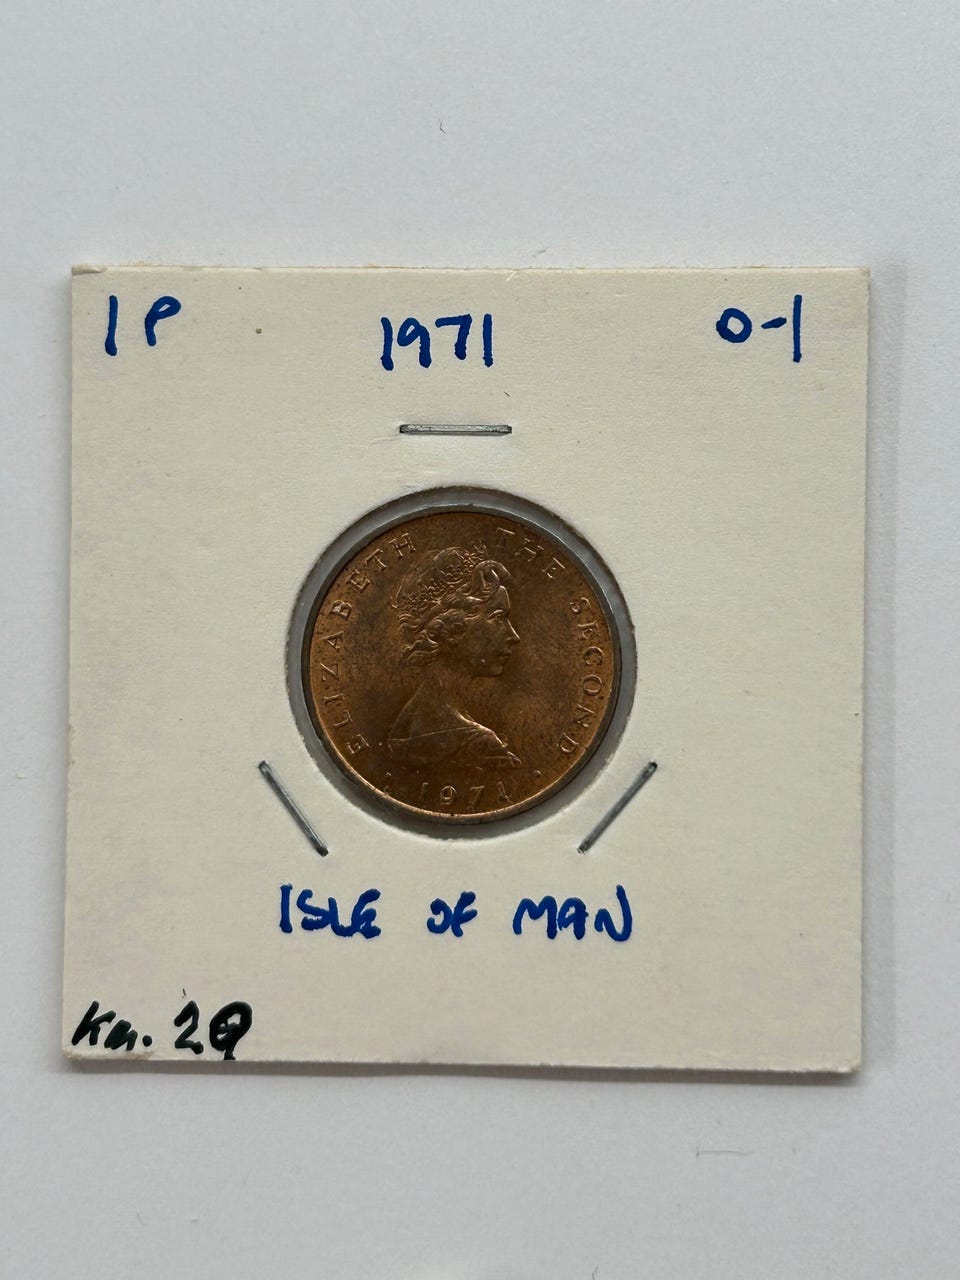 1P 1971 0-1
ELIZABETH THE SECOND
1971
ISLE OF MAN
Km. 20